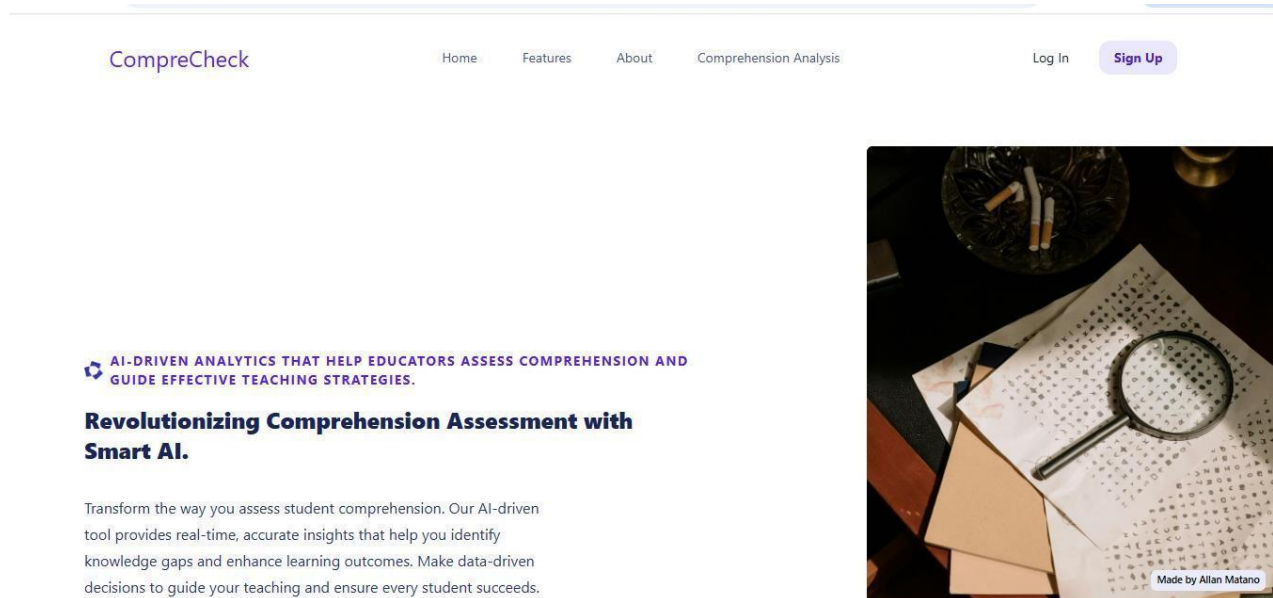 CompreCheck
Home
Features
About
Comprehension Analysis
Log In
Sign Up
AI-DRIVEN ANALYTICS THAT HELP EDUCATORS ASSESS COMPREHENSION AND
GUIDE EFFECTIVE TEACHING STRATEGIES.
Revolutionizing Comprehension Assessment with
Smart AI.
Transform the way you assess student comprehension. Our AI-driven
tool provides real-time, accurate insights that help you identify
knowledge gaps and enhance learning outcomes. Make data-driven
decisions to guide your teaching and ensure every student succeeds.
Made by Allan Matano